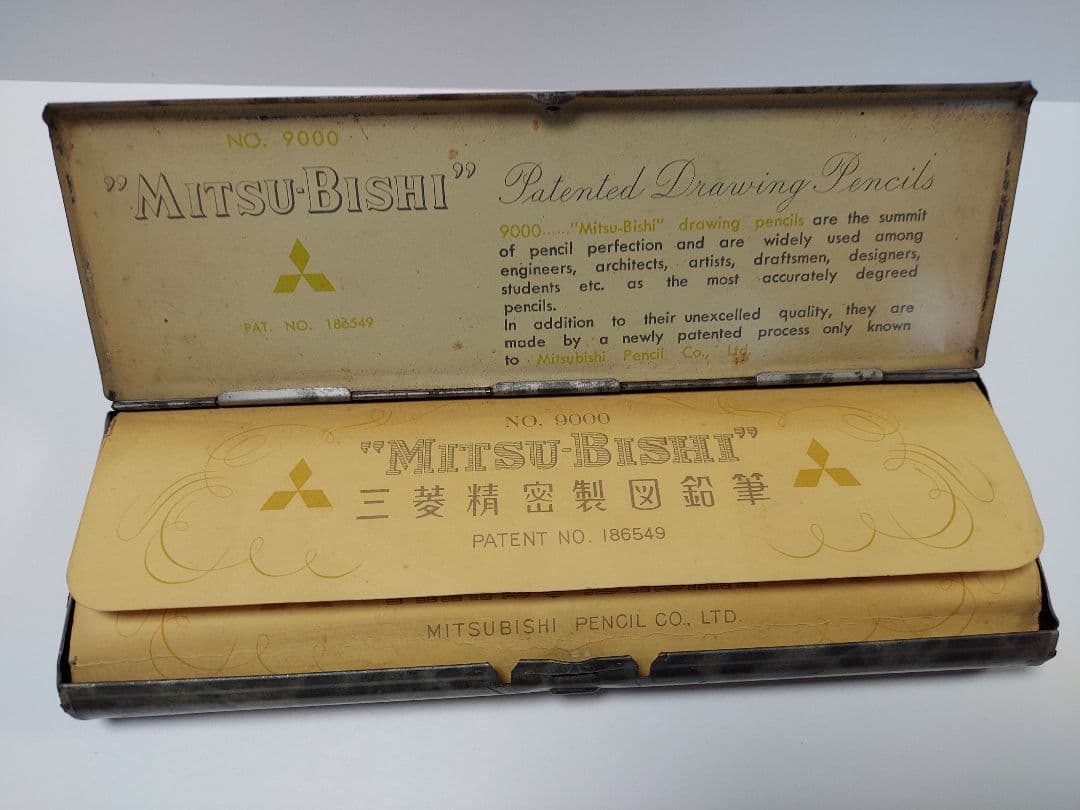 NO. 9000
"MITSU-BISHI"
PAT. NO. 186549
Patented Drawing Pencils
9000......"Mitsu-Bishi" drawing pencils are the summit
of pencil perfection and are widely used among
engineers, architects, artists, draftsmen, designers,
students etc. as the most accurately degreed
pencils.
In addition to their unexcelled quality, they are
made by a newly patented process only known
to Mitsubishi Pencil Co., Ltd.
NO. 9000
"MITSU-BISHI"
三菱精密製図鉛筆
PATENT NO. 186549
MITSUBISHI PENCIL CO., LTD.